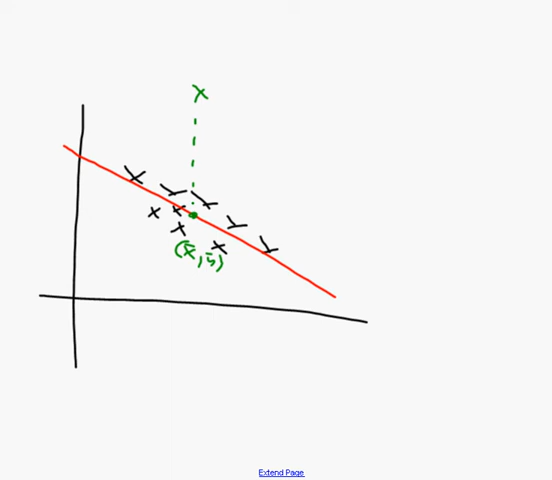 x
(x̄, ȳ)
Extend Page